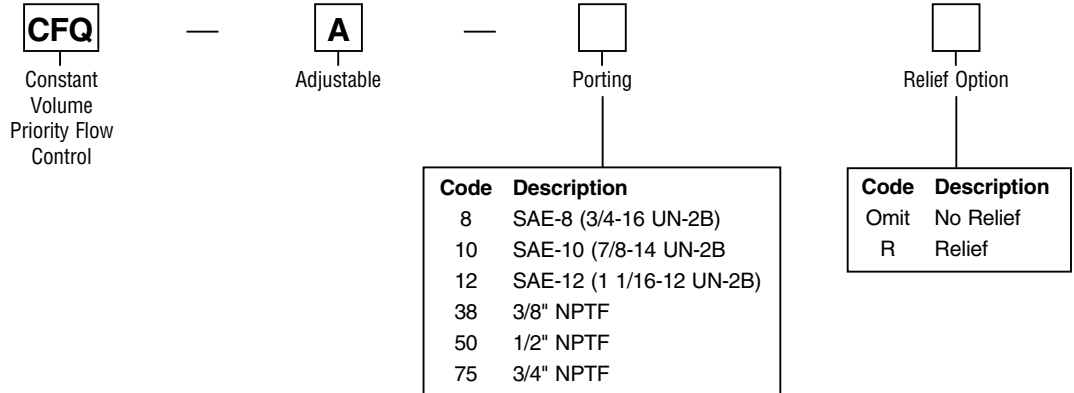 CFQ — A —
Constant
Volume
Priority Flow
Control
Adjustable
Porting
Relief Option
Code Description
8 SAE-8 (3/4-16 UN-2B)
10 SAE-10 (7/8-14 UN-2B
12 SAE-12 (1 1/16-12 UN-2B)
38 3/8" NPTF
50 1/2" NPTF
75 3/4" NPTF
Code Description
Omit No Relief
R Relief